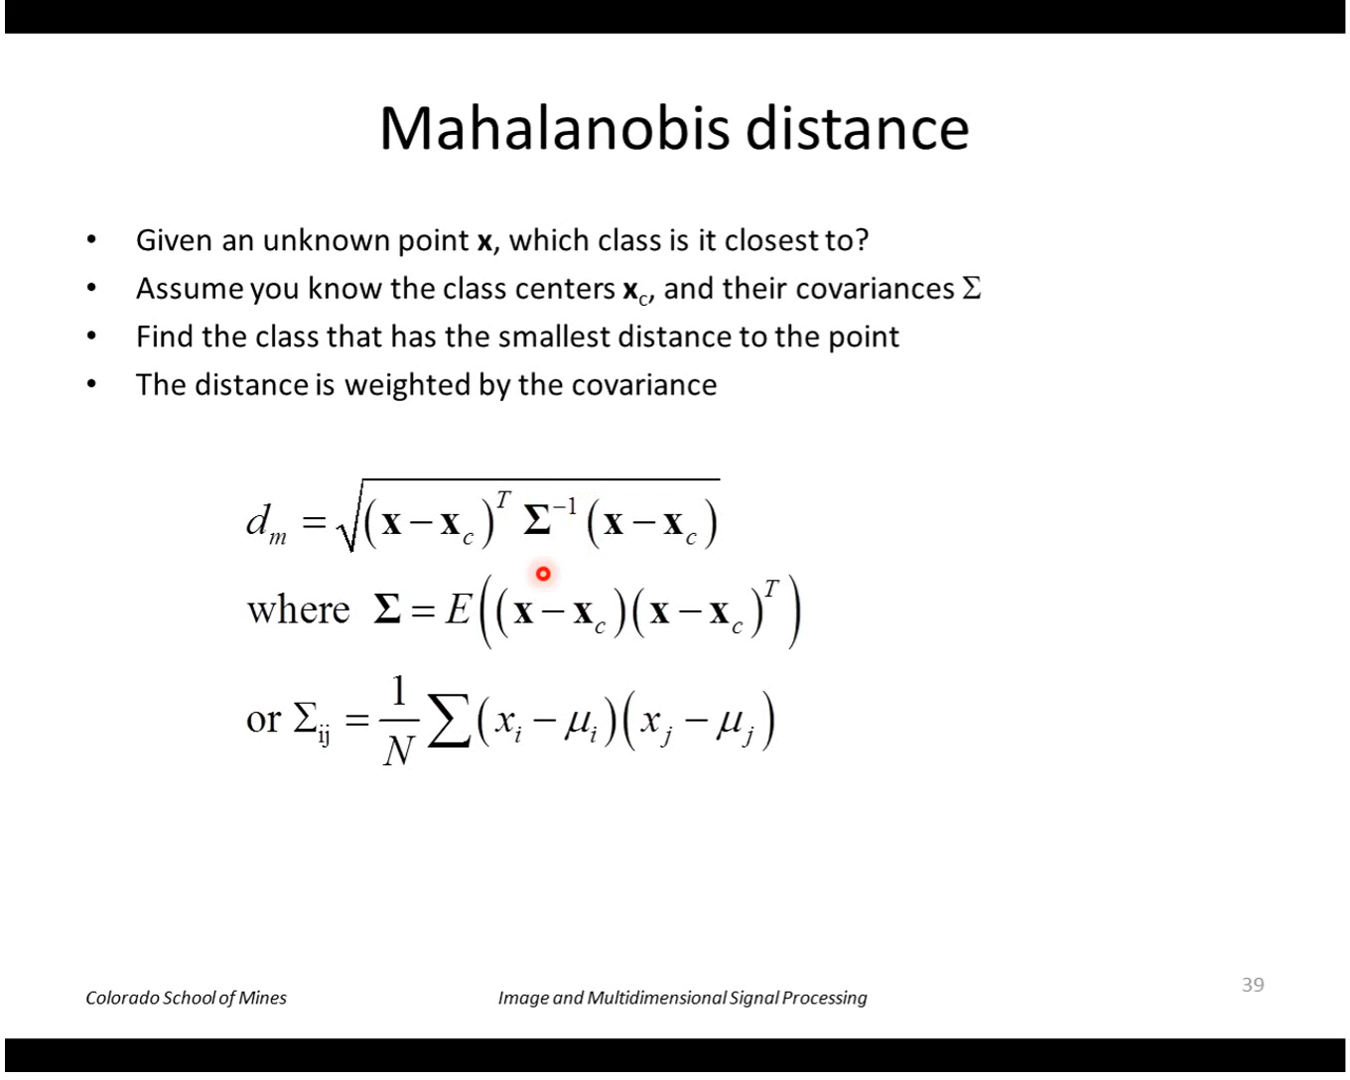 Mahalanobis distance
• Given an unknown point x, which class is it closest to?
• Assume you know the class centers x_c, and their covariances Σ
• Find the class that has the smallest distance to the point
• The distance is weighted by the covariance
d_m = √((x − x_c)^T Σ^−1 (x − x_c))
where Σ = E((x − x_c)(x − x_c)^T)
or Σ_ij = 1/N ∑(x_i − μ_i)(x_j − μ_j)
39
Colorado School of Mines
Image and Multidimensional Signal Processing